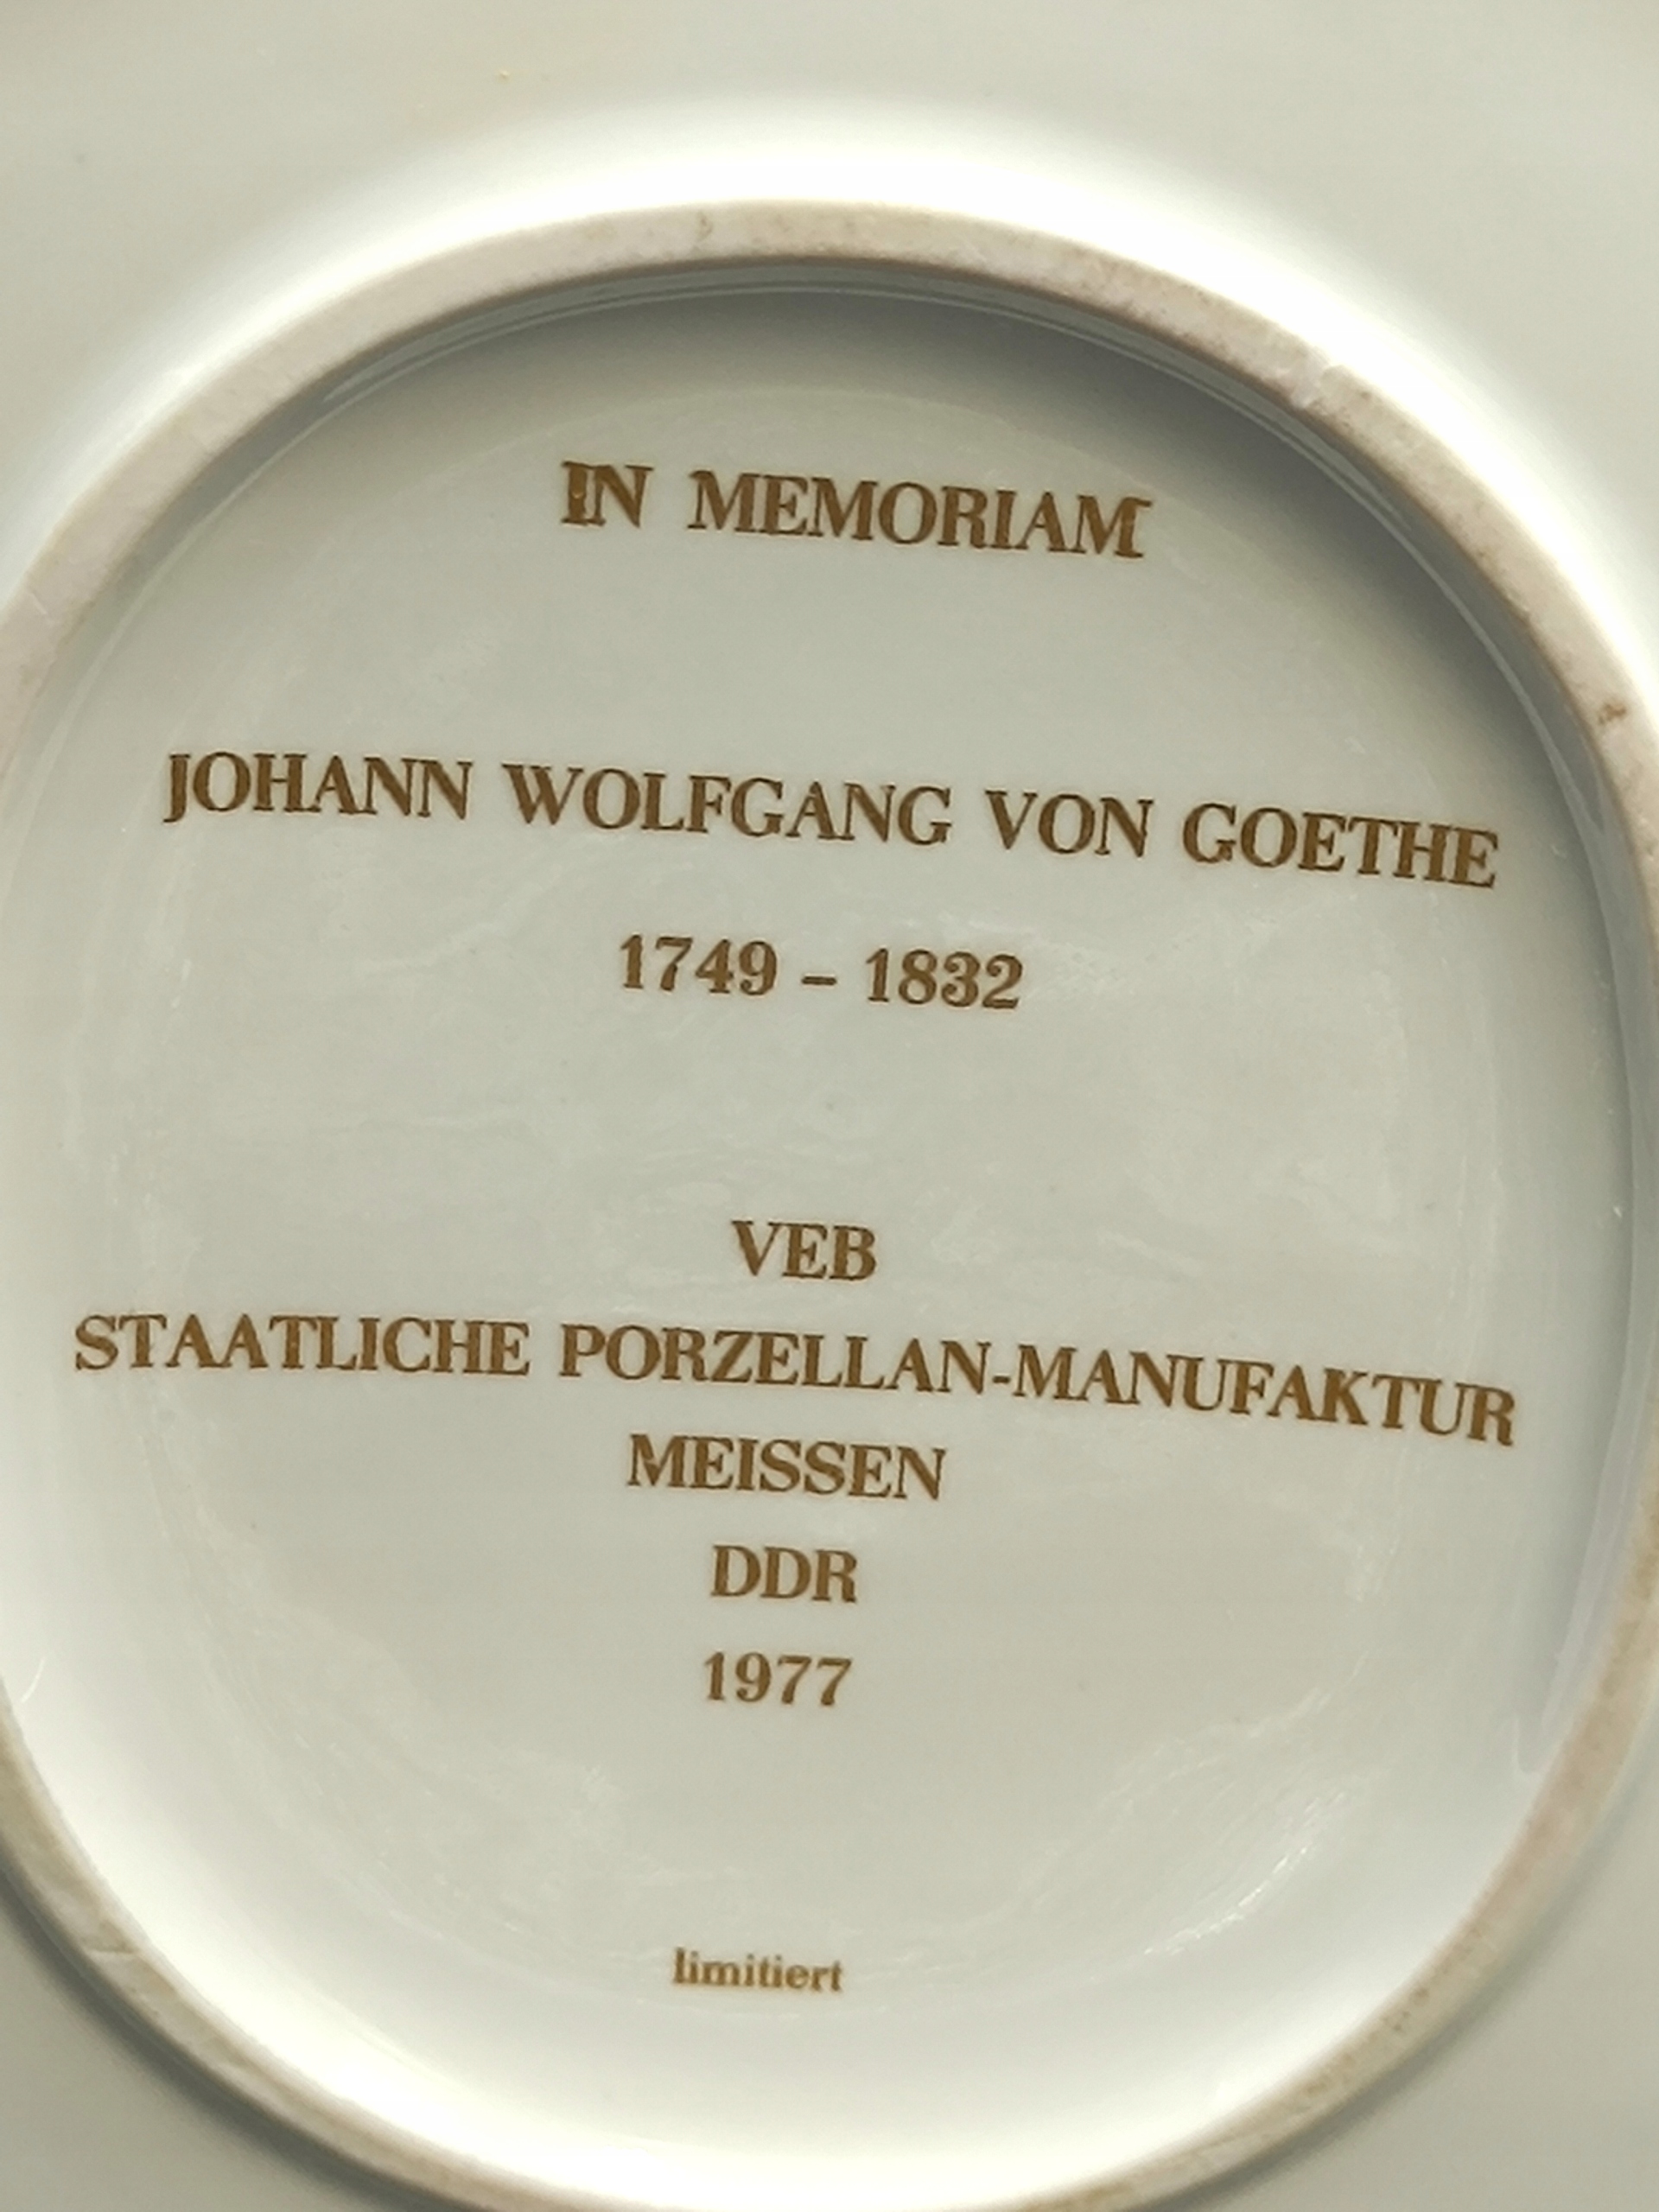 IN MEMORIAM
JOHANN WOLFGANG VON GOETHE
1749 – 1832
VEB
STAATLICHE PORZELLAN-MANUFAKTUR
MEISSEN
DDR
1977
limitiert